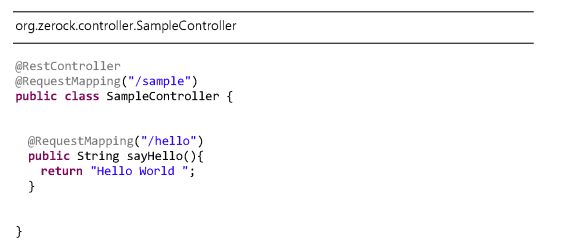 org.zerock.controller.SampleController
@RestController
@RequestMapping("/sample")
public class SampleController {
@RequestMapping("/hello")
public String sayHello(){
return "Hello World ";
}
}